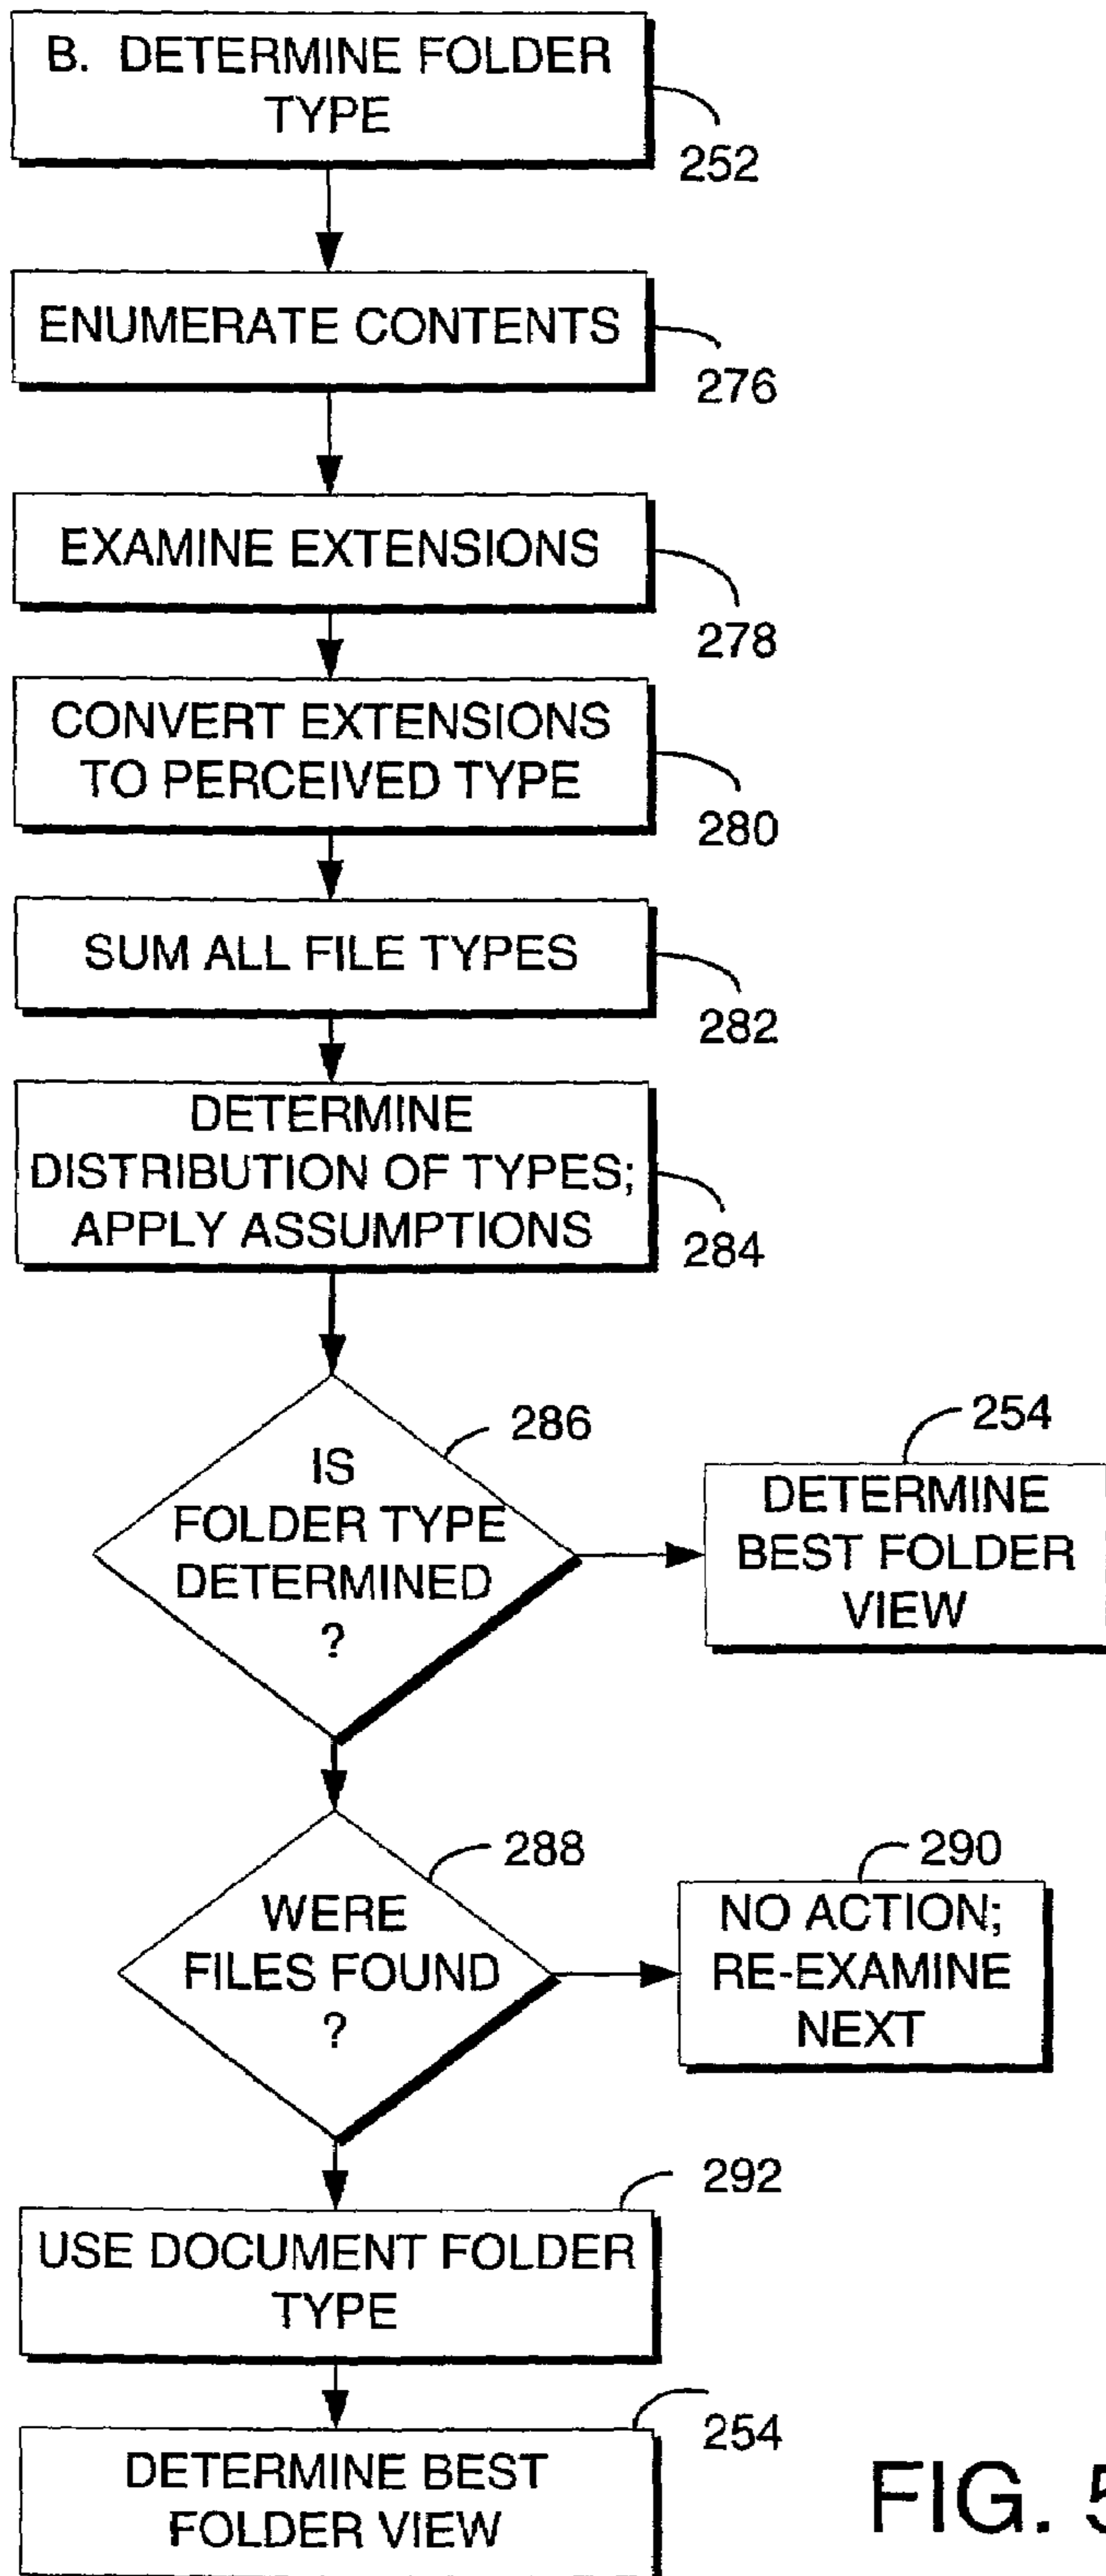 B. DETERMINE FOLDER
TYPE
252
ENUMERATE CONTENTS
276
EXAMINE EXTENSIONS
278
CONVERT EXTENSIONS
TO PERCEIVED TYPE
280
SUM ALL FILE TYPES
282
DETERMINE
DISTRIBUTION OF TYPES;
APPLY ASSUMPTIONS
284
286
IS
FOLDER TYPE
DETERMINED
?
254
DETERMINE
BEST FOLDER
VIEW
288
WERE
FILES FOUND
?
290
NO ACTION;
RE-EXAMINE
NEXT
292
USE DOCUMENT FOLDER
TYPE
254
DETERMINE BEST
FOLDER VIEW
FIG. 5